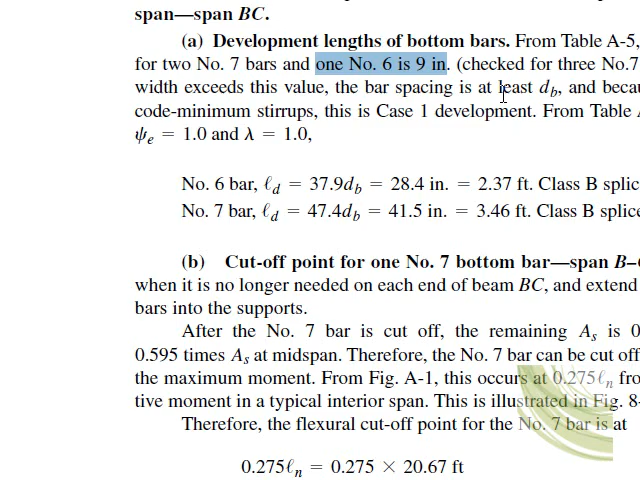 span—span BC.
(a) Development lengths of bottom bars. From Table A-5,
for two No. 7 bars and one No. 6 is 9 in. (checked for three No.7
width exceeds this value, the bar spacing is at least d_b, and becau
code-minimum stirrups, this is Case 1 development. From Table
ψ_e = 1.0 and λ = 1.0,
No. 6 bar, ℓ_d = 37.9d_b = 28.4 in. = 2.37 ft. Class B splic
No. 7 bar, ℓ_d = 47.4d_b = 41.5 in. = 3.46 ft. Class B splice
(b) Cut-off point for one No. 7 bottom bar—span B–
when it is no longer needed on each end of beam BC, and extend
bars into the supports.
After the No. 7 bar is cut off, the remaining A_s is 0
0.595 times A_s at midspan. Therefore, the No. 7 bar can be cut off
the maximum moment. From Fig. A-1, this occurs at 0.275ℓ_n fro
tive moment in a typical interior span. This is illustrated in Fig. 8-
Therefore, the flexural cut-off point for the No. 7 bar is at
0.275ℓ_n = 0.275 × 20.67 ft